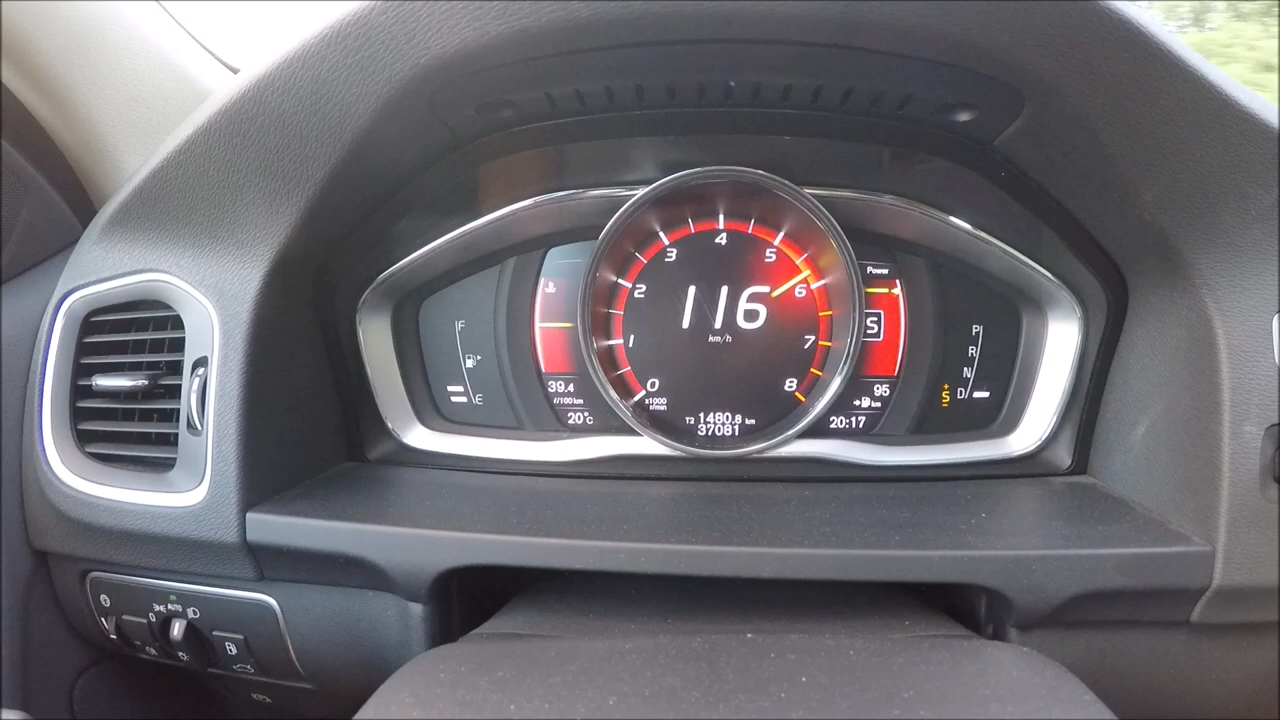 4
3
5
2
6
1
7
0
8
116
km/h
x1000
r/min
T2 1480.8 km
37081
F
E
39.4
l/100km
20°c
Power
S
95
km
20:17
P
R
N
D
+
S
-
0
AUTO